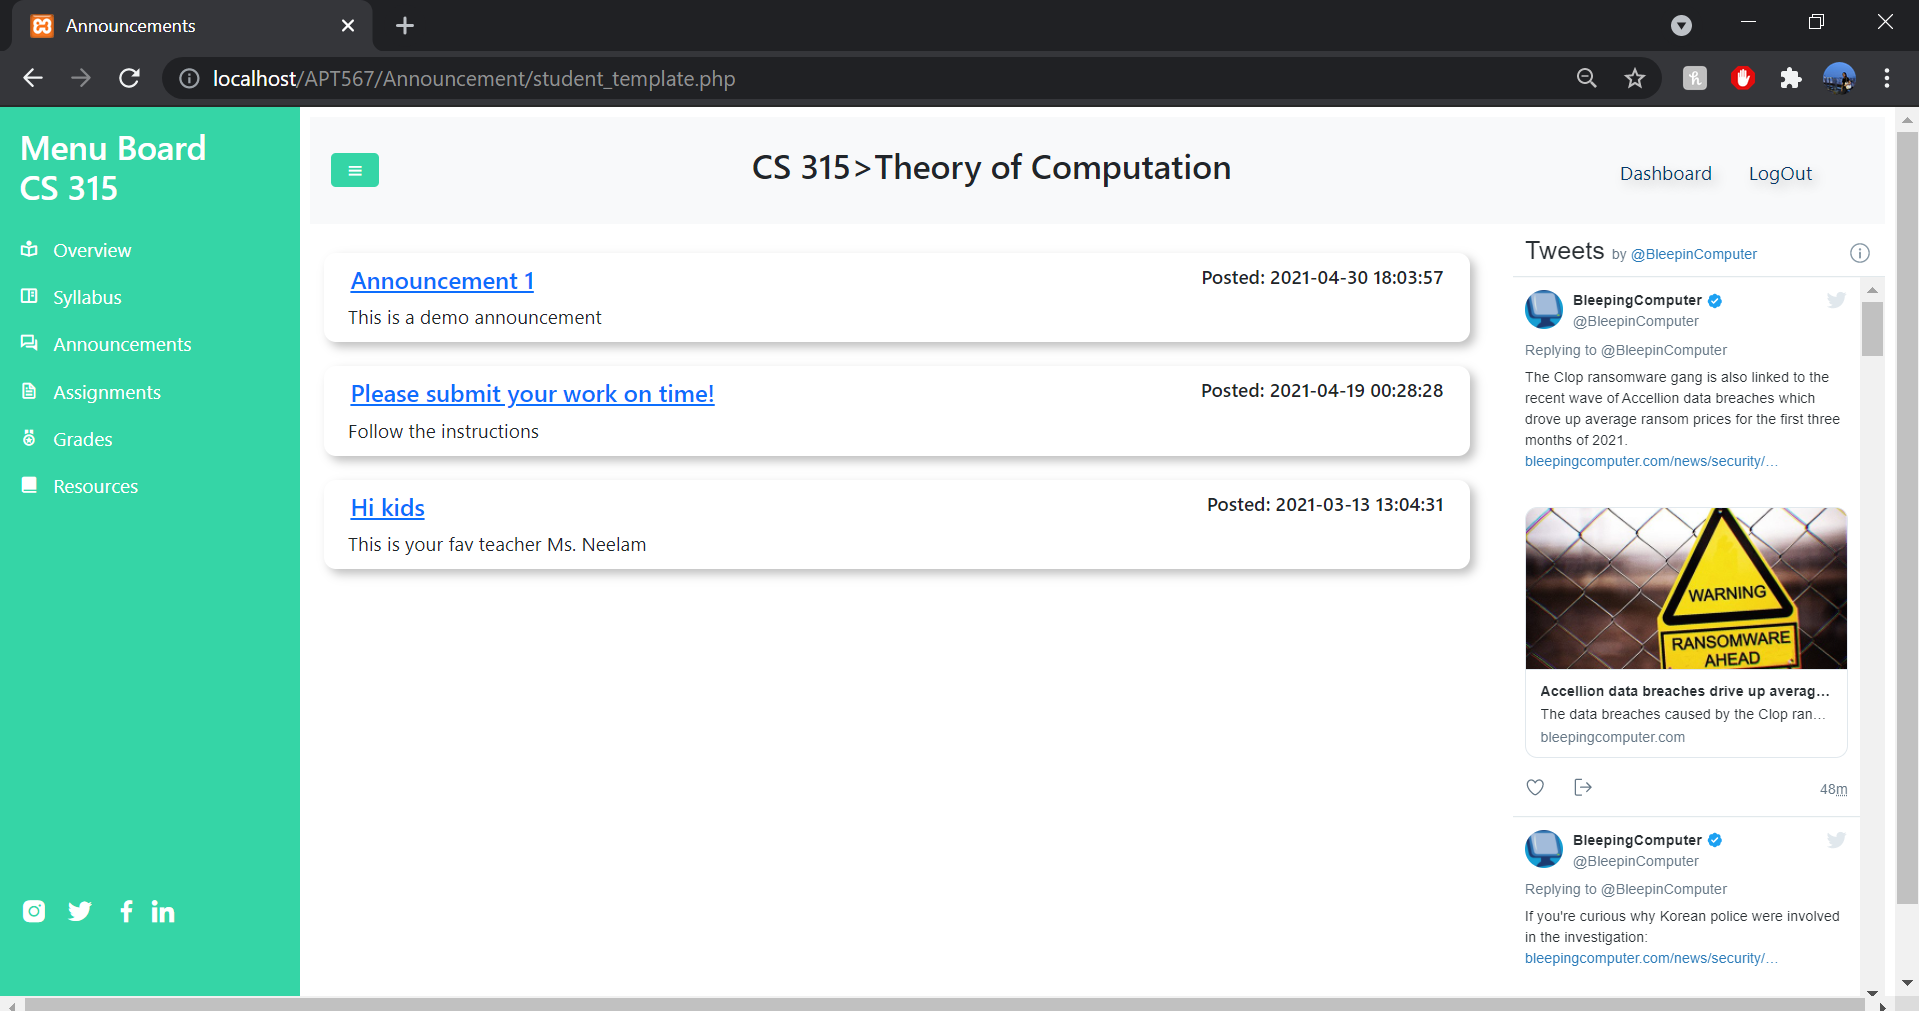 Announcements
localhost/APT567/Announcement/student_template.php
Menu Board
CS 315
Overview
Syllabus
Announcements
Assignments
Grades
Resources
CS 315>Theory of Computation
Dashboard
LogOut
Announcement 1
Posted: 2021-04-30 18:03:57
This is a demo announcement
Please submit your work on time!
Posted: 2021-04-19 00:28:28
Follow the instructions
Hi kids
Posted: 2021-03-13 13:04:31
This is your fav teacher Ms. Neelam
Tweets by @BleepinComputer
BleepingComputer
@BleepinComputer
Replying to @BleepinComputer
The Clop ransomware gang is also linked to the
recent wave of Accellion data breaches which
drove up average ransom prices for the first three
months of 2021.
bleepingcomputer.com/news/security/…
WARNING
RANSOMWARE
AHEAD
Accellion data breaches drive up averag…
The data breaches caused by the Clop ran…
bleepingcomputer.com
48m
BleepingComputer
@BleepinComputer
Replying to @BleepinComputer
If you're curious why Korean police were involved
in the investigation:
bleepingcomputer.com/news/security/…